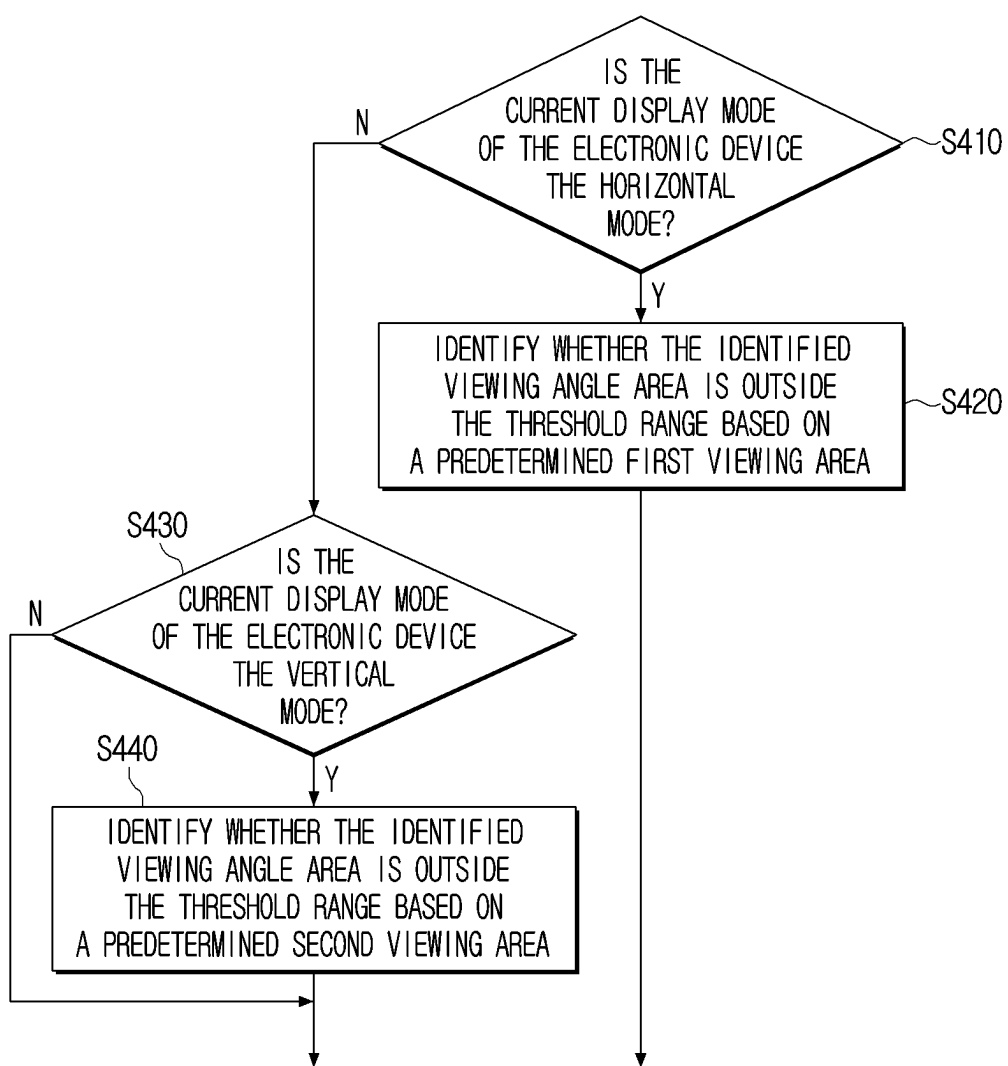 IS THE
CURRENT DISPLAY MODE
OF THE ELECTRONIC DEVICE
THE HORIZONTAL
MODE?
N
S410
Y
IDENTIFY WHETHER THE IDENTIFIED
VIEWING ANGLE AREA IS OUTSIDE
THE THRESHOLD RANGE BASED ON
A PREDETERMINED FIRST VIEWING AREA
S420
S430
IS THE
CURRENT DISPLAY MODE
OF THE ELECTRONIC DEVICE
THE VERTICAL
MODE?
N
S440
Y
IDENTIFY WHETHER THE IDENTIFIED
VIEWING ANGLE AREA IS OUTSIDE
THE THRESHOLD RANGE BASED ON
A PREDETERMINED SECOND VIEWING AREA